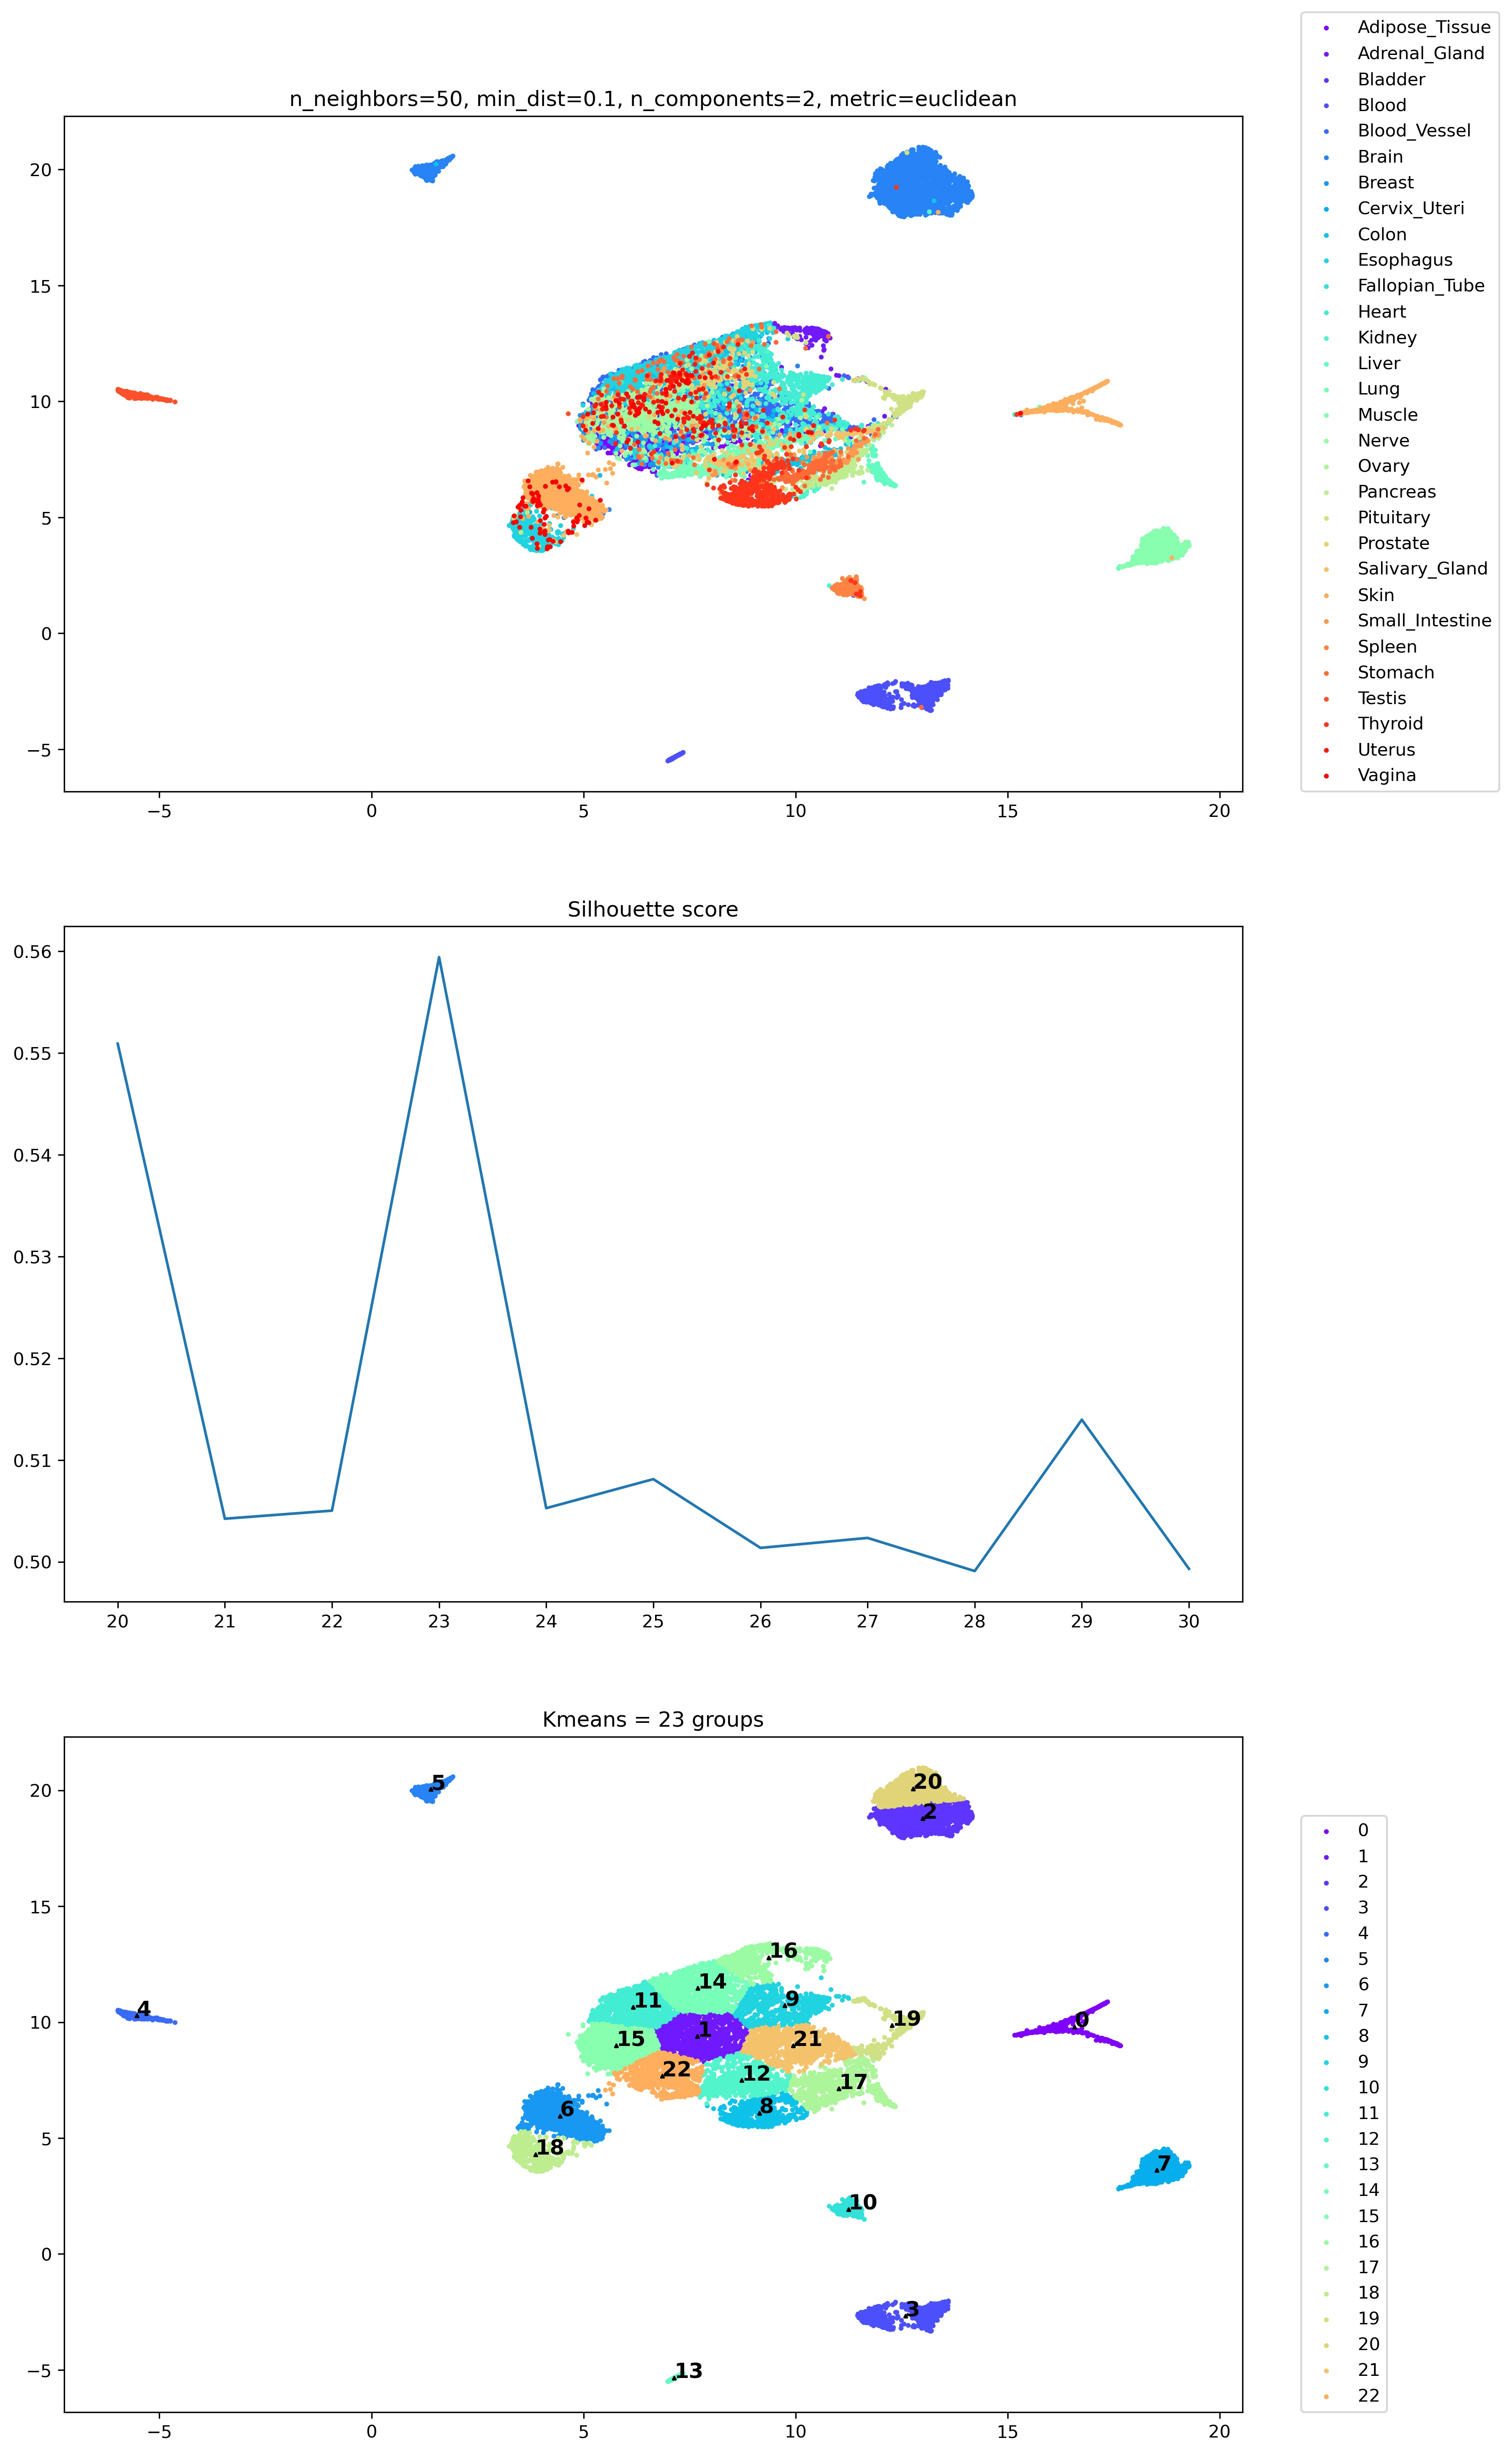 n_neighbors=50, min_dist=0.1, n_components=2, metric=euclidean
20
15
10
5
0
−5
−5
0
5
10
15
20
Adipose_Tissue
Adrenal_Gland
Bladder
Blood
Blood_Vessel
Brain
Breast
Cervix_Uteri
Colon
Esophagus
Fallopian_Tube
Heart
Kidney
Liver
Lung
Muscle
Nerve
Ovary
Pancreas
Pituitary
Prostate
Salivary_Gland
Skin
Small_Intestine
Spleen
Stomach
Testis
Thyroid
Uterus
Vagina
Silhouette score
0.56
0.55
0.54
0.53
0.52
0.51
0.50
20
21
22
23
24
25
26
27
28
29
30
Kmeans = 23 groups
20
15
10
5
0
−5
−5
0
5
10
15
20
5
20
2
16
14
11
9
4
1
15
21
19
0
22
12
17
8
6
18
7
10
3
13
0
1
2
3
4
5
6
7
8
9
10
11
12
13
14
15
16
17
18
19
20
21
22